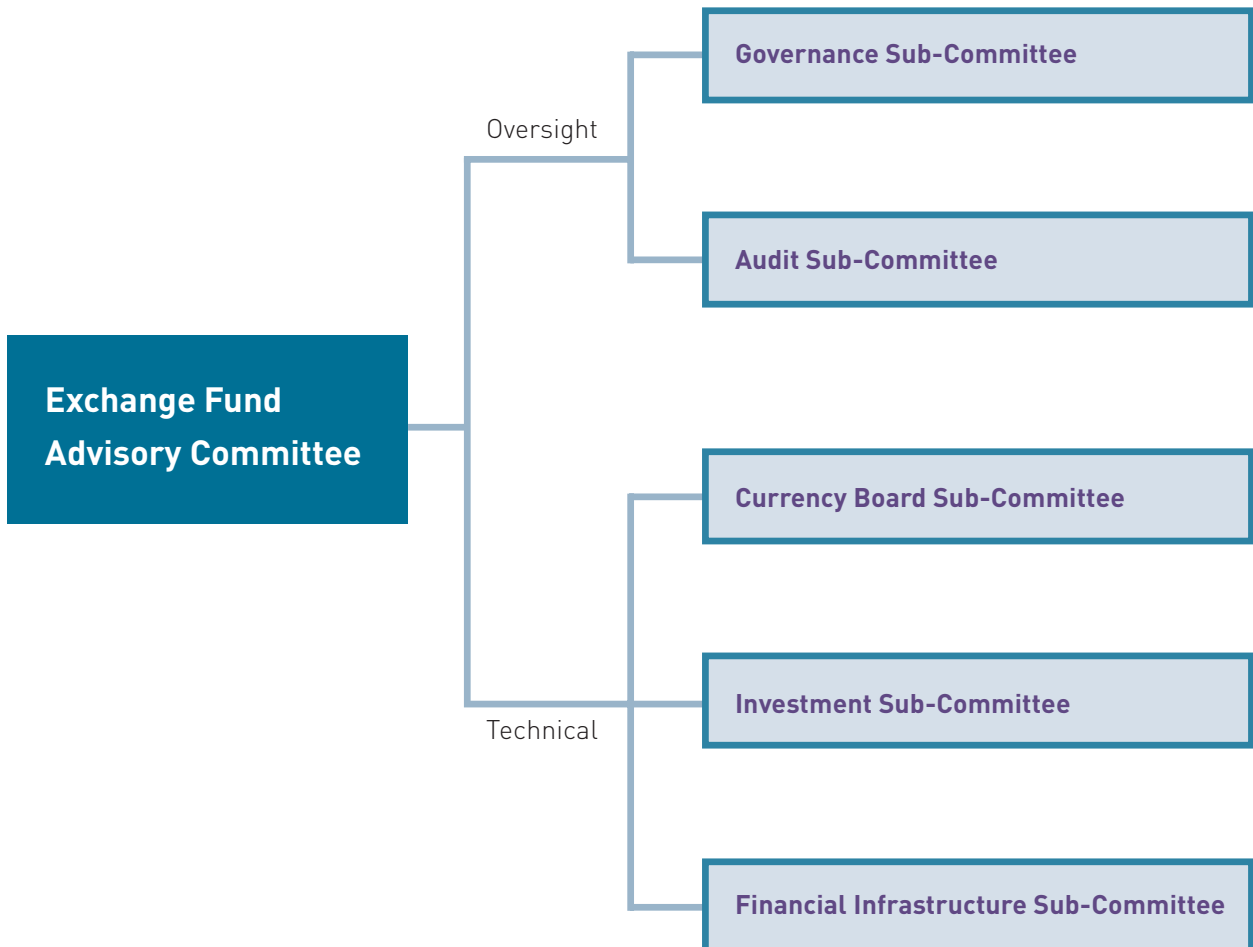 Exchange Fund
Advisory Committee
Oversight
Governance Sub-Committee
Audit Sub-Committee
Technical
Currency Board Sub-Committee
Investment Sub-Committee
Financial Infrastructure Sub-Committee